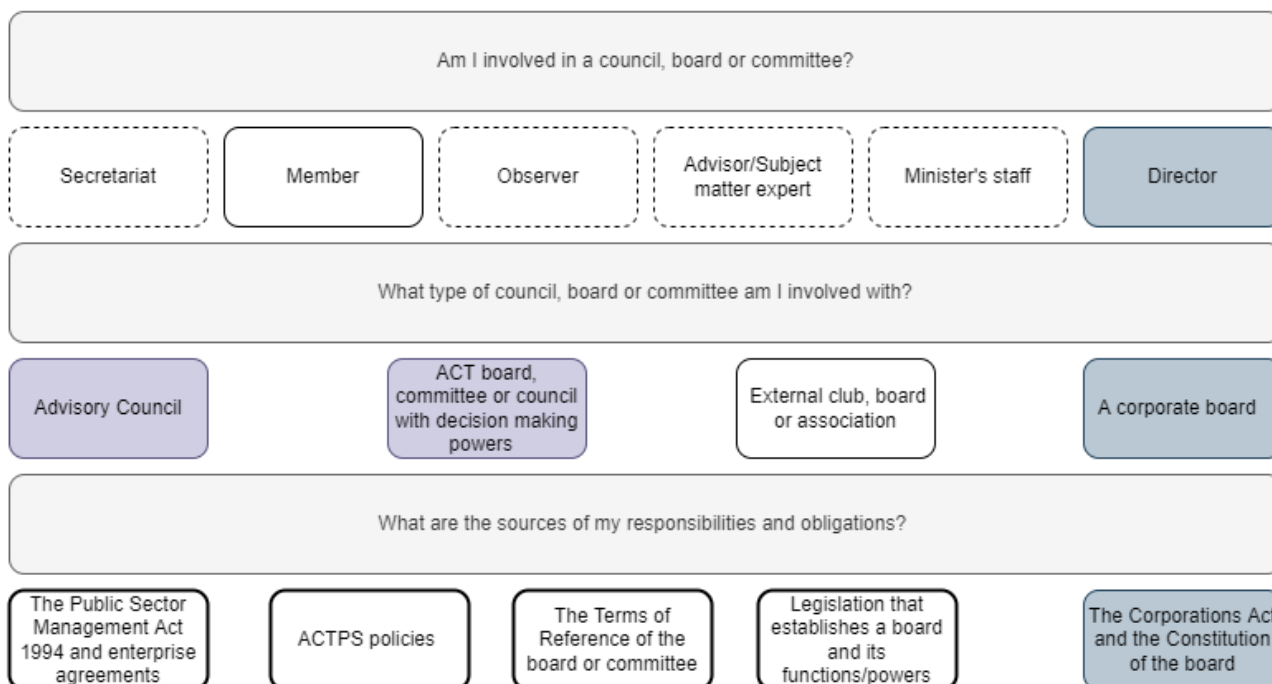 Am I involved in a council, board or committee?
Secretariat
Member
Observer
Advisor/Subject
matter expert
Minister's staff
Director
What type of council, board or committee am I involved with?
Advisory Council
ACT board,
committee or council
with decision making
powers
External club, board
or association
A corporate board
What are the sources of my responsibilities and obligations?
The Public Sector
Management Act
1994 and enterprise
agreements
ACTPS policies
The Terms of
Reference of the
board or committee
Legislation that
establishes a board
and its
functions/powers
The Corporations Act
and the Constitution
of the board